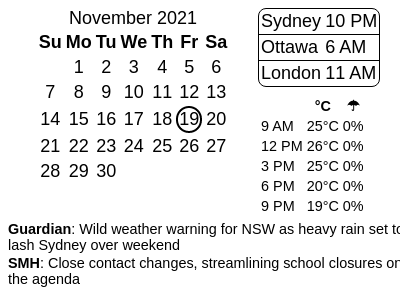 November 2021
Su Mo Tu We Th Fr Sa
1 2 3 4 5 6
7 8 9 10 11 12 13
14 15 16 17 18 19 20
21 22 23 24 25 26 27
28 29 30
Sydney 10 PM
Ottawa 6 AM
London 11 AM
°C ☂
9 AM 25°C 0%
12 PM 26°C 0%
3 PM 25°C 0%
6 PM 20°C 0%
9 PM 19°C 0%
Guardian: Wild weather warning for NSW as heavy rain set to
lash Sydney over weekend
SMH: Close contact changes, streamlining school closures on
the agenda